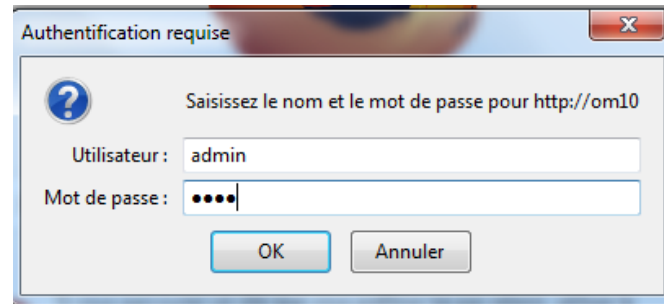 Authentification requise
Saisissez le nom et le mot de passe pour http://om10
Utilisateur : admin
Mot de passe : ••••
OK Annuler